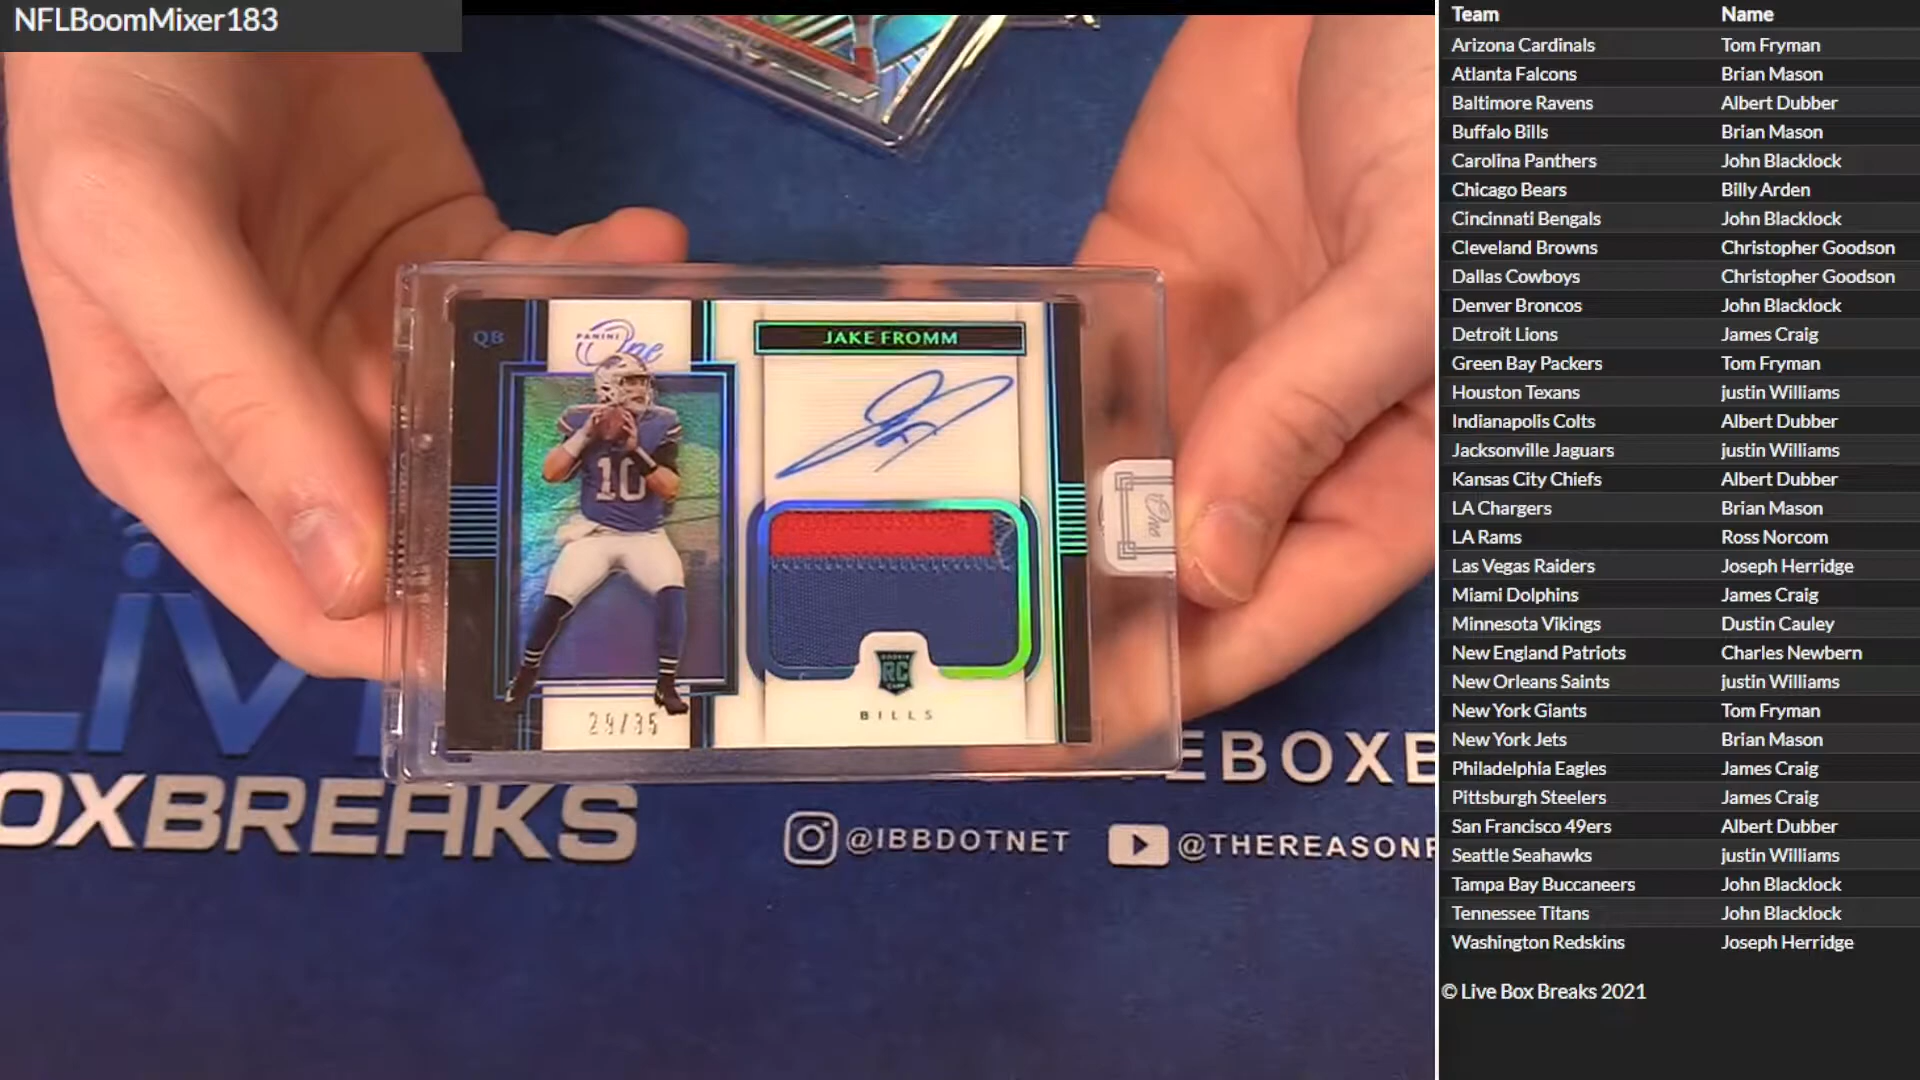 NFLBoomMixer183
QB
PANINI
One
JAKE FROMM
10
One
RC
29/35
BILLS
LIV
OXBREAKS
EBOXB
@IBBDOTNET
@THEREASONF
Team Name
Arizona Cardinals Tom Fryman
Atlanta Falcons Brian Mason
Baltimore Ravens Albert Dubber
Buffalo Bills Brian Mason
Carolina Panthers John Blacklock
Chicago Bears Billy Arden
Cincinnati Bengals John Blacklock
Cleveland Browns Christopher Goodson
Dallas Cowboys Christopher Goodson
Denver Broncos John Blacklock
Detroit Lions James Craig
Green Bay Packers Tom Fryman
Houston Texans justin Williams
Indianapolis Colts Albert Dubber
Jacksonville Jaguars justin Williams
Kansas City Chiefs Albert Dubber
LA Chargers Brian Mason
LA Rams Ross Norcom
Las Vegas Raiders Joseph Herridge
Miami Dolphins James Craig
Minnesota Vikings Dustin Cauley
New England Patriots Charles Newbern
New Orleans Saints justin Williams
New York Giants Tom Fryman
New York Jets Brian Mason
Philadelphia Eagles James Craig
Pittsburgh Steelers James Craig
San Francisco 49ers Albert Dubber
Seattle Seahawks justin Williams
Tampa Bay Buccaneers John Blacklock
Tennessee Titans John Blacklock
Washington Redskins Joseph Herridge
© Live Box Breaks 2021